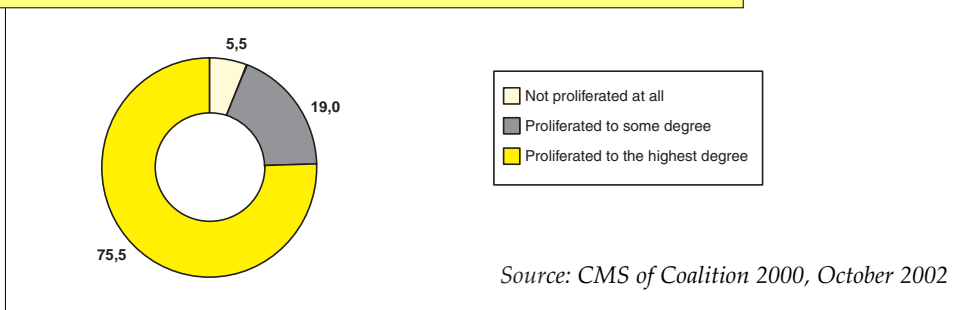 5,5
19,0
75,5
Not proliferated at all
Proliferated to some degree
Proliferated to the highest degree
Source: CMS of Coalition 2000, October 2002